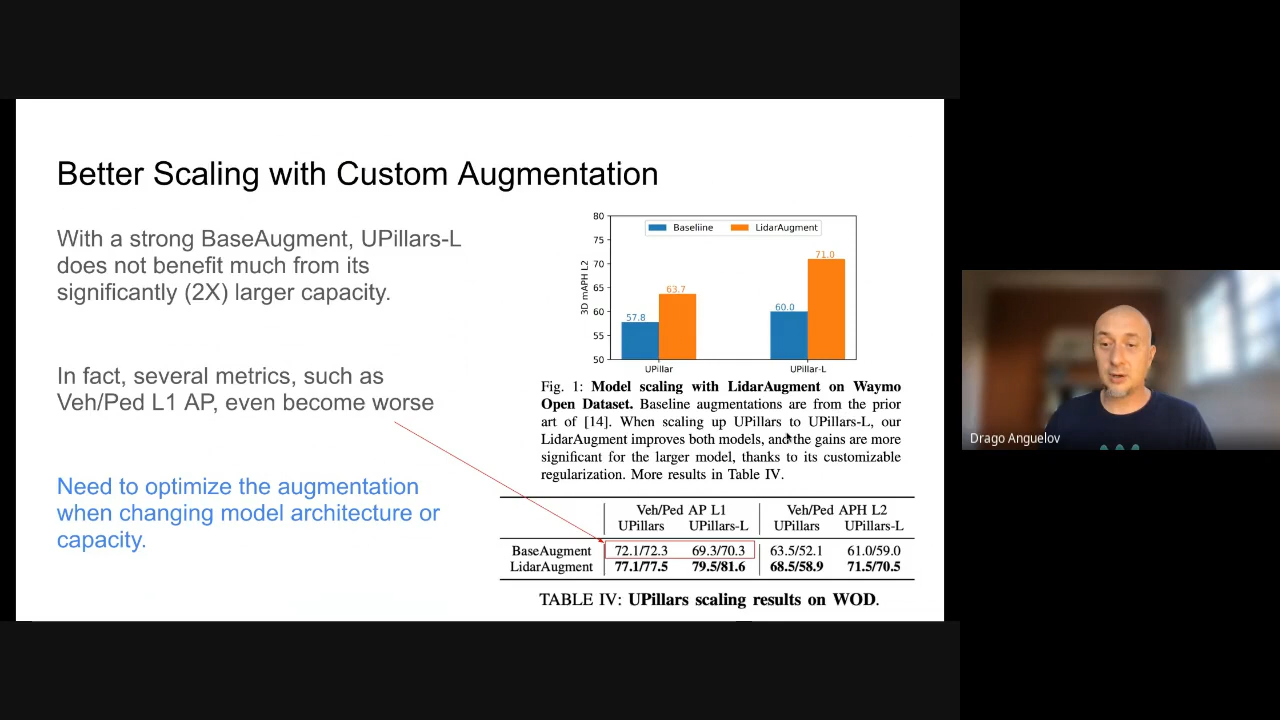 Better Scaling with Custom Augmentation
With a strong BaseAugment, UPillars-L
does not benefit much from its
significantly (2X) larger capacity.
In fact, several metrics, such as
Veh/Ped L1 AP, even become worse
Need to optimize the augmentation
when changing model architecture or
capacity.
80
75
70
65
60
55
50
3D mAPH L2
Baseliine
LidarAugment
57.8
63.7
60.0
71.0
UPillar
UPillar-L
Fig. 1: Model scaling with LidarAugment on Waymo
Open Dataset. Baseline augmentations are from the prior
art of [14]. When scaling up UPillars to UPillars-L, our
LidarAugment improves both models, and the gains are more
significant for the larger model, thanks to its customizable
regularization. More results in Table IV.
Veh/Ped AP L1 Veh/Ped APH L2
UPillars UPillars-L UPillars UPillars-L
BaseAugment 72.1/72.3 69.3/70.3 63.5/52.1 61.0/59.0
LidarAugment 77.1/77.5 79.5/81.6 68.5/58.9 71.5/70.5
TABLE IV: UPillars scaling results on WOD.
Drago Anguelov